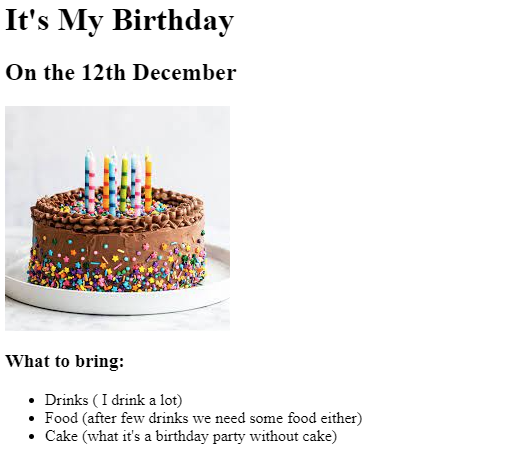 It's My Birthday
On the 12th December
What to bring:
Drinks ( I drink a lot)
Food (after few drinks we need some food either)
Cake (what it's a birthday party without cake)